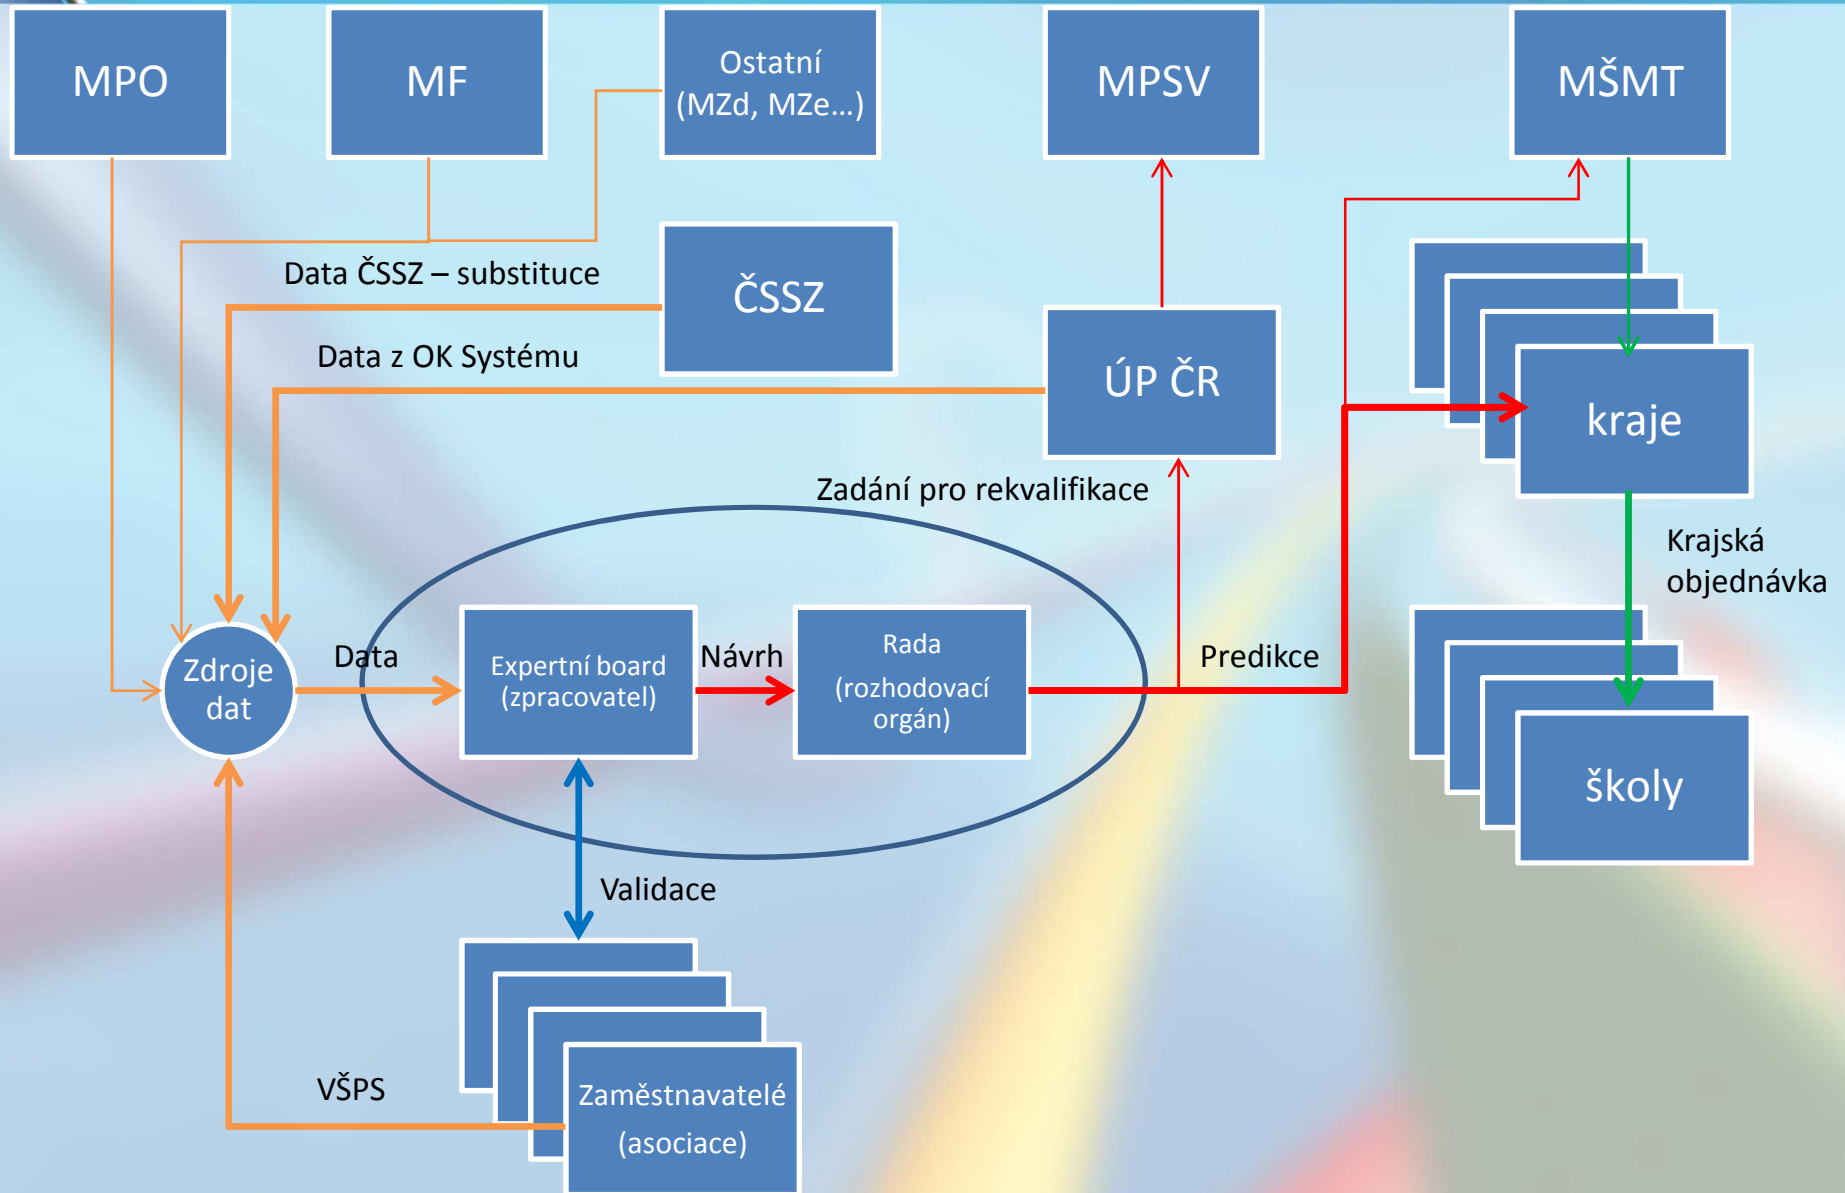 MPO
MF
Ostatní
(MZd, MZe...)
MPSV
MŠMT
Data ČSSZ – substituce
ČSSZ
Data z OK Systému
ÚP ČR
kraje
Zadání pro rekvalifikace
Krajská
objednávka
Zdroje
dat
Data
Expertní board
(zpracovatel)
Návrh
Rada
(rozhodovací
orgán)
Predikce
školy
Validace
VŠPS
Zaměstnavatelé
(asociace)